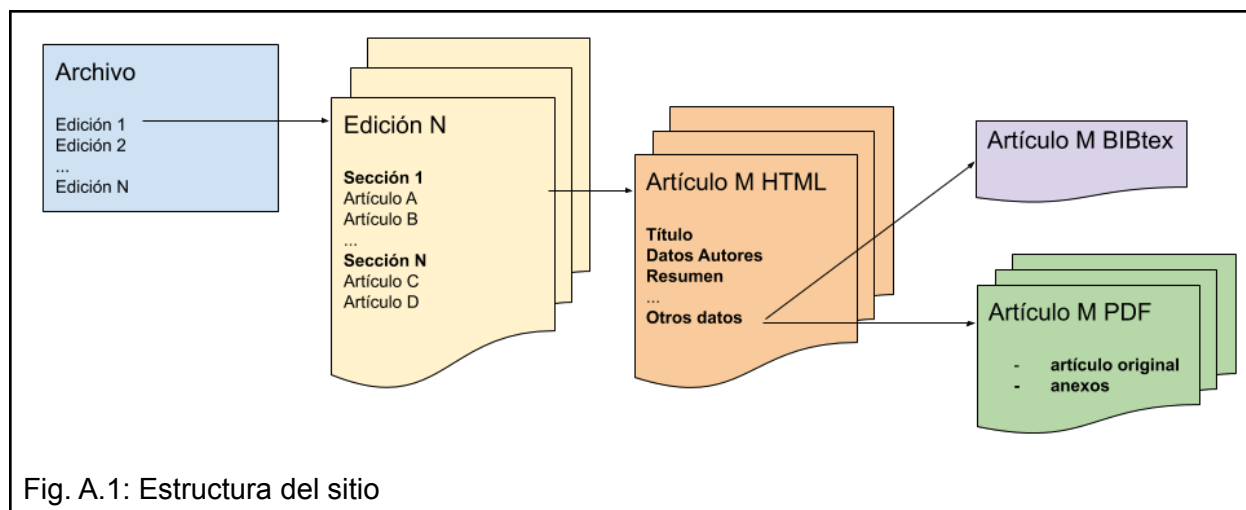 Archivo
Edición 1
Edición 2
...
Edición N
Edición N
Sección 1
Artículo A
Artículo B
...
Sección N
Artículo C
Artículo D
Artículo M HTML
Título
Datos Autores
Resumen
...
Otros datos
Artículo M BIBtex
Artículo M PDF
- artículo original
- anexos
Fig. A.1: Estructura del sitio